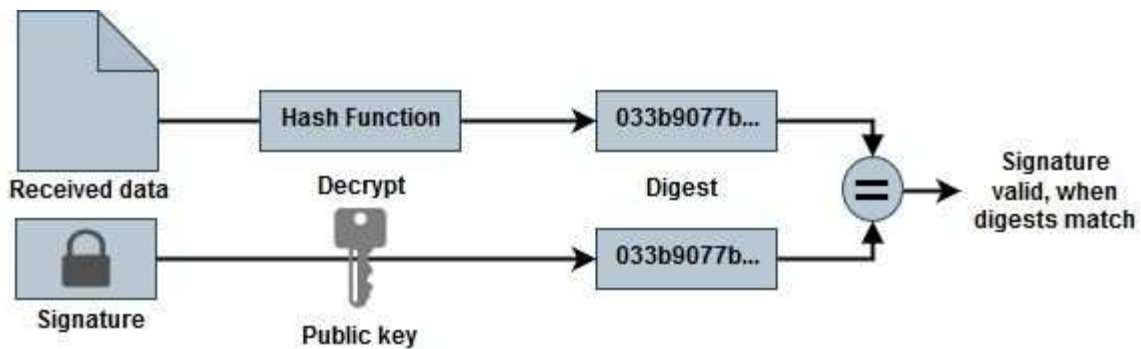 Hash Function
033b9077b...
Received data
Decrypt
Digest
=
Signature
valid, when
digests match
033b9077b...
Signature
Public key